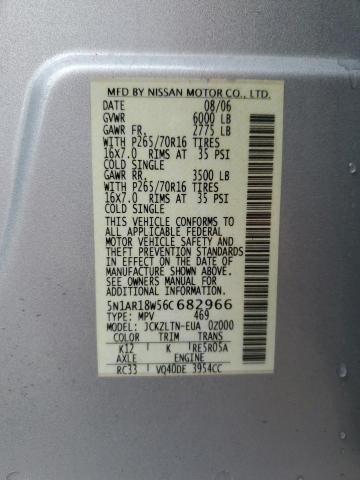 MFD BY NISSAN MOTOR CO., LTD.
DATE 08/06
GVWR 6000 LB
GAWR FR. 2775 LB
WITH P265/70R16 TIRES
16X7.0 RIMS AT 35 PSI
COLD SINGLE
GAWR RR. 3500 LB
WITH P265/70R16 TIRES
16X7.0 RIMS AT 35 PSI
COLD SINGLE
THIS VEHICLE CONFORMS TO
ALL APPLICABLE FEDERAL
MOTOR VEHICLE SAFETY AND
THEFT PREVENTION STANDARDS
IN EFFECT ON THE DATE OF
MANUFACTURE SHOWN ABOVE.
SEE OWNERS MANUAL FOR
ADDITIONAL INFORMATION.
5N1AR18W56C682966
TYPE: MPV 469
MODEL: JCKZLTN-EUA 0Z000
COLOR TRIM TRANS
K12 K RE5R05A
AXLE ENGINE
RC33 VQ40DE 3954CC